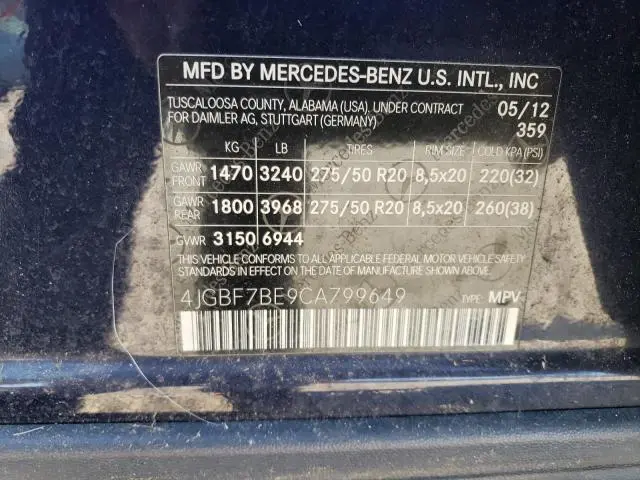 MFD BY MERCEDES-BENZ U.S. INTL., INC
TUSCALOOSA COUNTY, ALABAMA (USA). UNDER CONTRACT 05/12
FOR DAIMLER AG, STUTTGART (GERMANY) 359
KG LB TIRES RIM SIZE COLD KPA (PSI)
GAWR FRONT 1470 3240 275/50 R20 8,5x20 220(32)
GAWR REAR 1800 3968 275/50 R20 8,5x20 260(38)
GVWR 3150 6944
THIS VEHICLE CONFORMS TO ALL APPLICABLE FEDERAL MOTOR VEHICLE SAFETY
STANDARDS IN EFFECT ON THE DATE OF MANUFACTURE SHOWN ABOVE.
4JGBF7BE9CA799649 TYPE: MPV